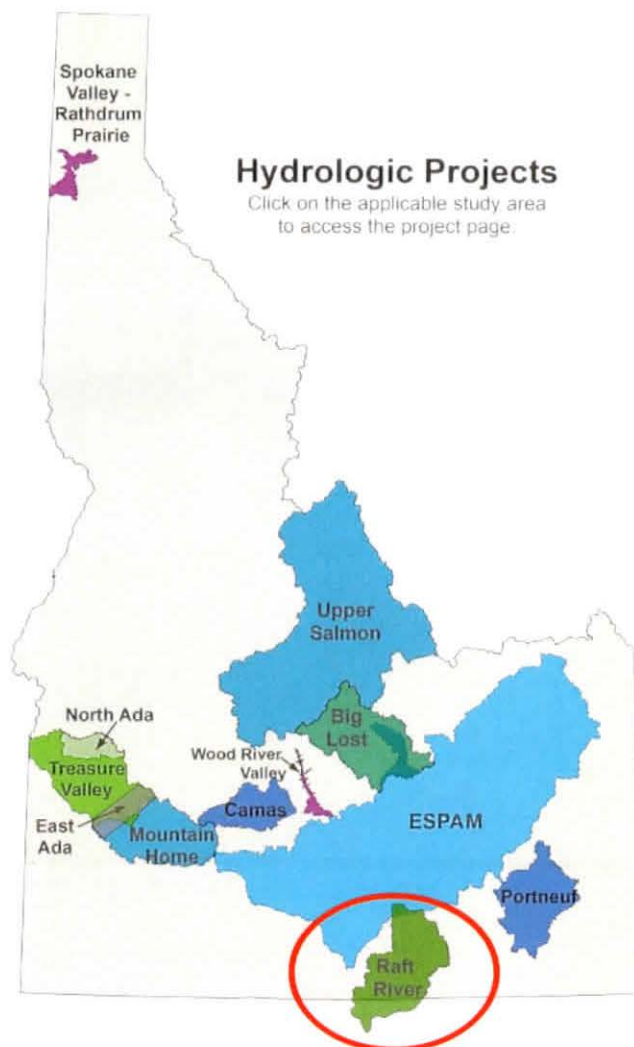 Spokane
Valley -
Rathdrum
Prairie
Hydrologic Projects
Click on the applicable study area
to access the project page.
Upper
Salmon
Big
Lost
North Ada
Wood River
Valley
Treasure
Valley
Camas
ESPAM
East
Ada
Mountain
Home
Portneuf
Raft
River